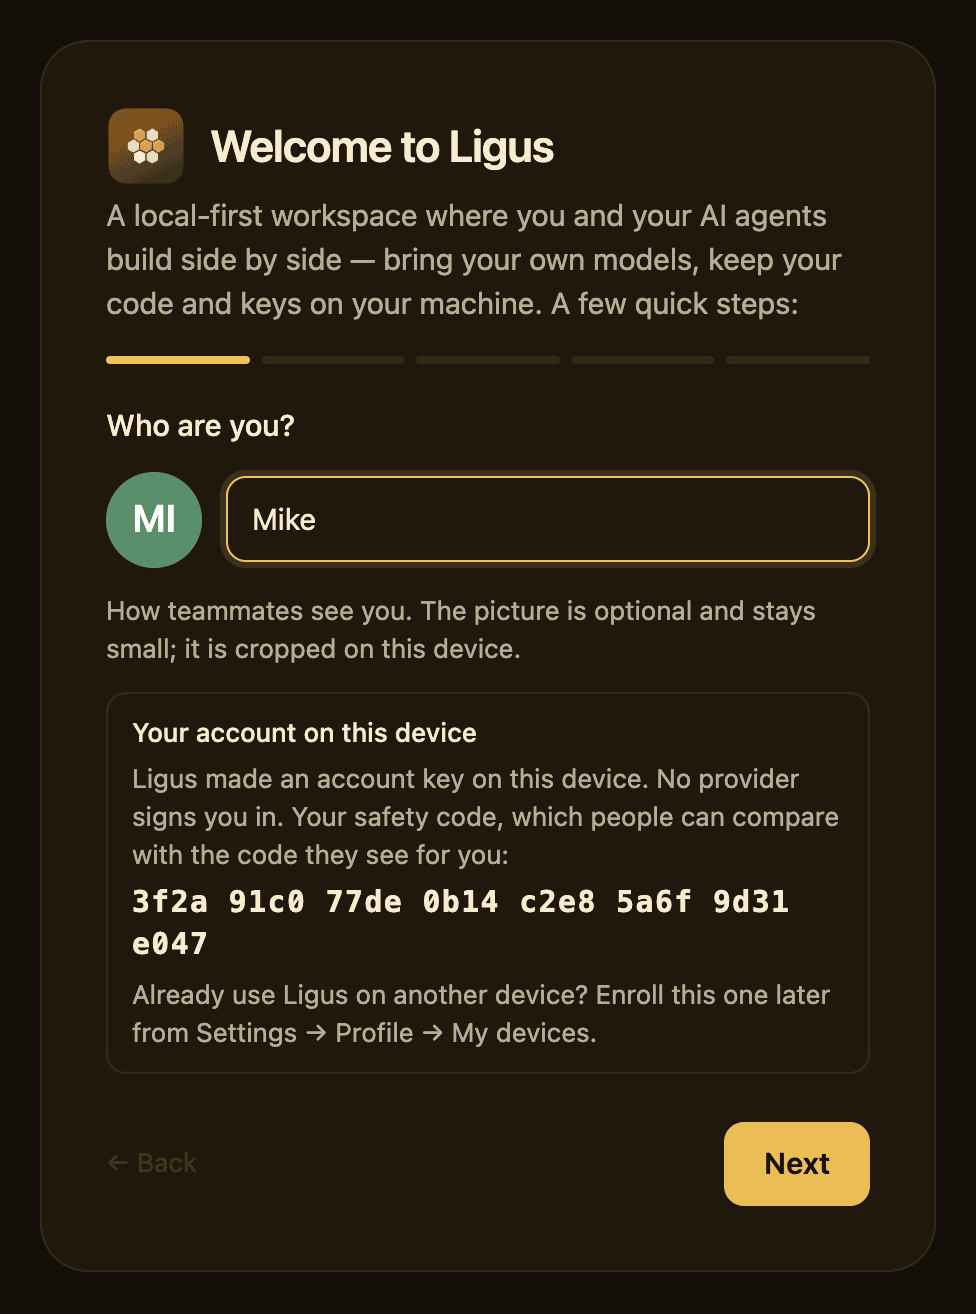 Welcome to Ligus
A local-first workspace where you and your AI agents
build side by side — bring your own models, keep your
code and keys on your machine. A few quick steps:
Who are you?
MI
Mike
How teammates see you. The picture is optional and stays
small; it is cropped on this device.
Your account on this device
Ligus made an account key on this device. No provider
signs you in. Your safety code, which people can compare
with the code they see for you:
3f2a 91c0 77de 0b14 c2e8 5a6f 9d31
e047
Already use Ligus on another device? Enroll this one later
from Settings → Profile → My devices.
← Back
Next